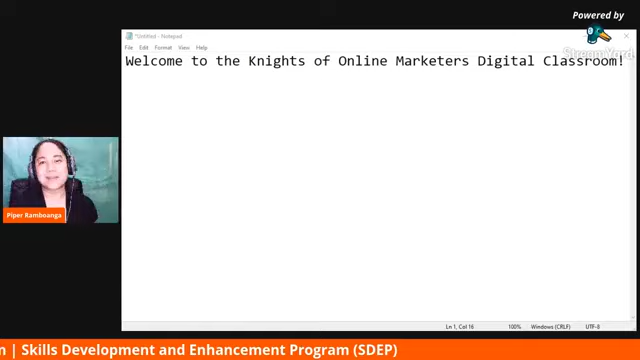 Powered by
StreamYard
*Untitled - Notepad
File Edit Format View Help
Welcome to the Knights of Online Marketers Digital Classroom!
Piper Ramboanga
Ln 1, Col 16 100% Windows (CRLF) UTF-8
m | Skills Development and Enhancement Program (SDEP)